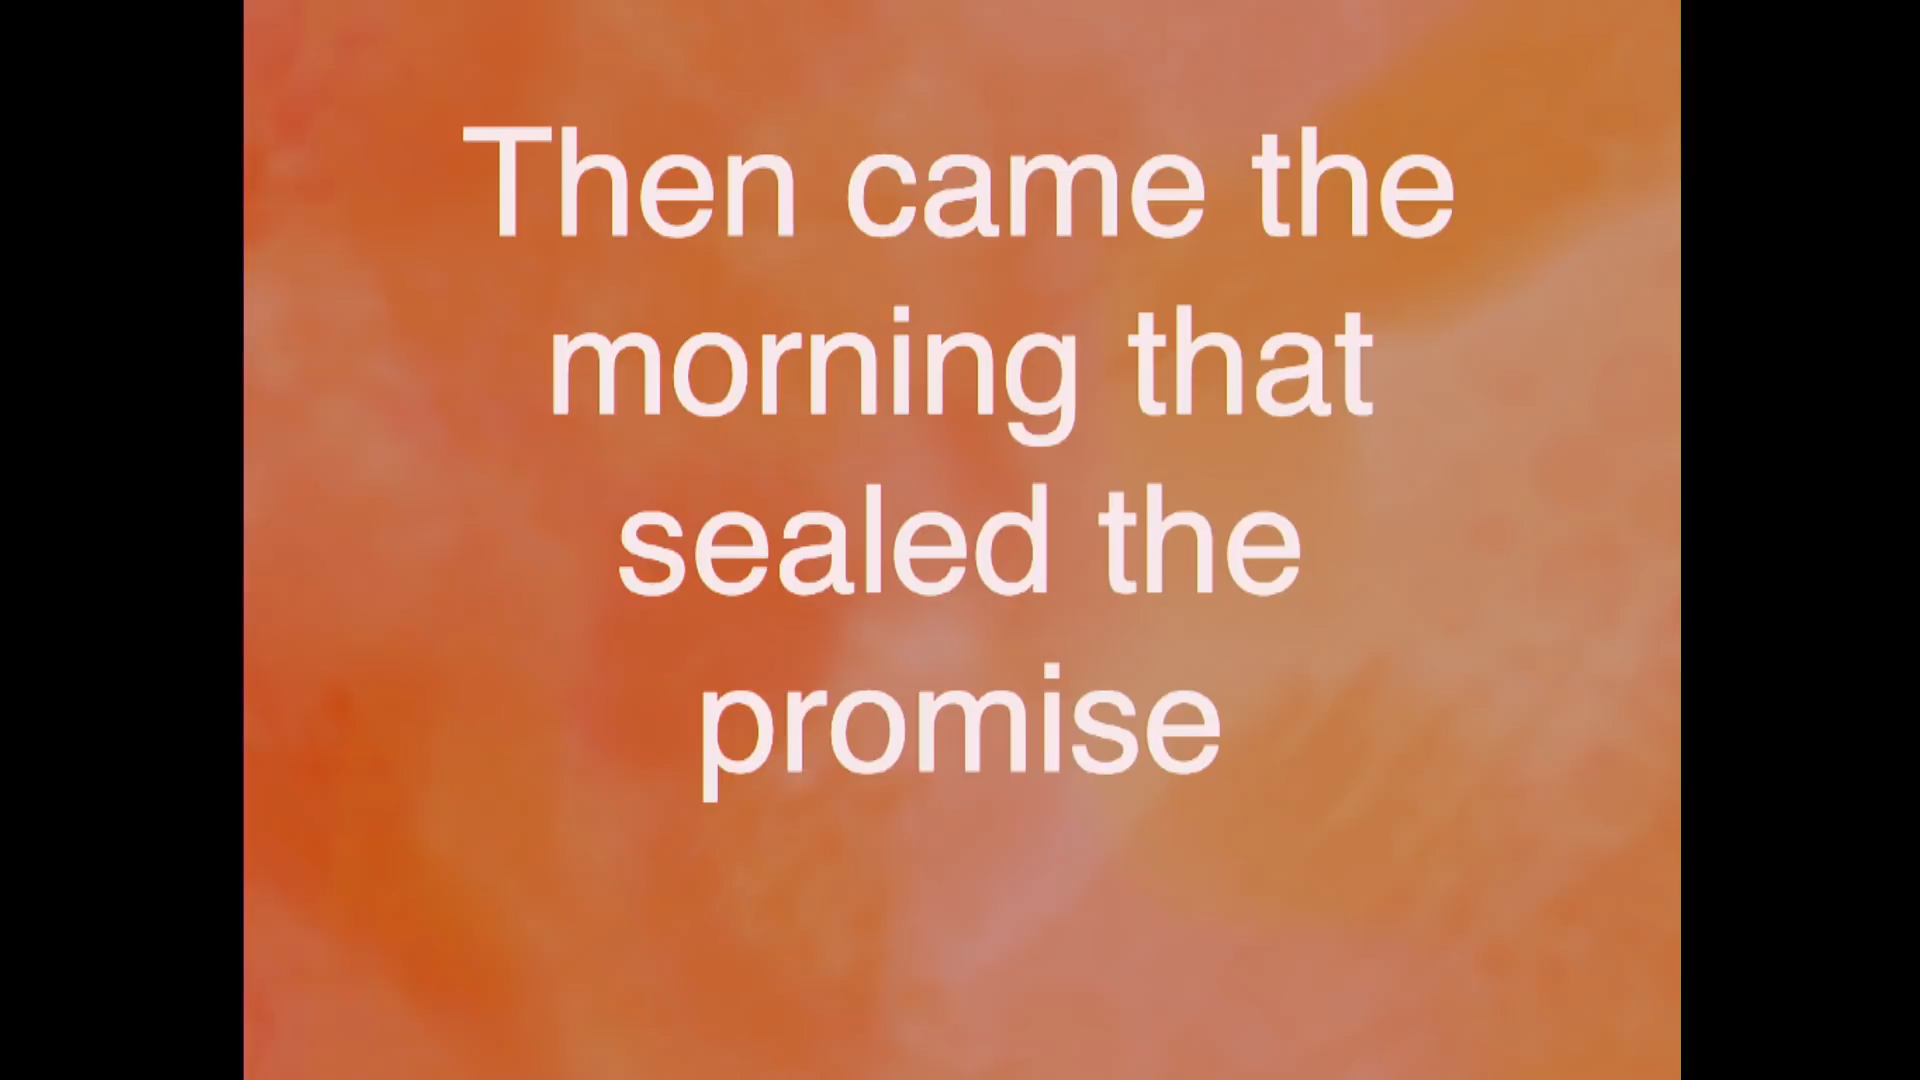 Then came the
morning that
sealed the
promise